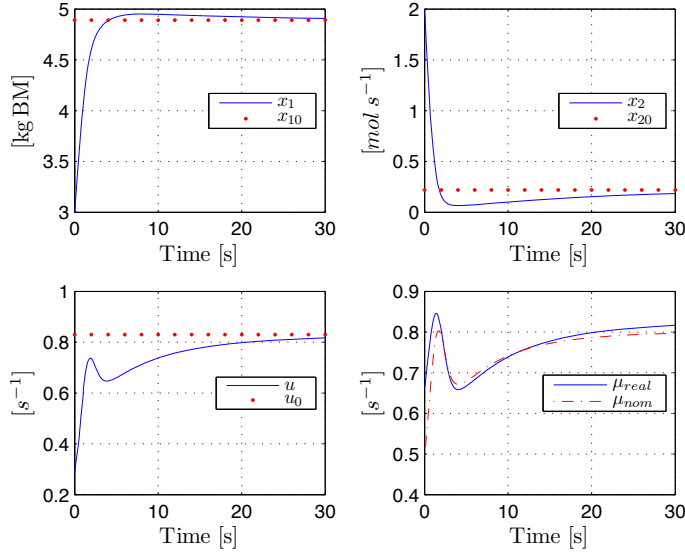 5
4.5
4
3.5
3
[kg BM]
x₁
x₁₀
0
10
20
30
Time [s]
2
1.5
1
0.5
0
[mol s⁻¹]
x₂
x₂₀
0
10
20
30
Time [s]
1
0.8
0.6
0.4
0.2
[s⁻¹]
u
u₀
0
10
20
30
Time [s]
0.9
0.8
0.7
0.6
0.5
0.4
[s⁻¹]
μ_real
μ_nom
0
10
20
30
Time [s]